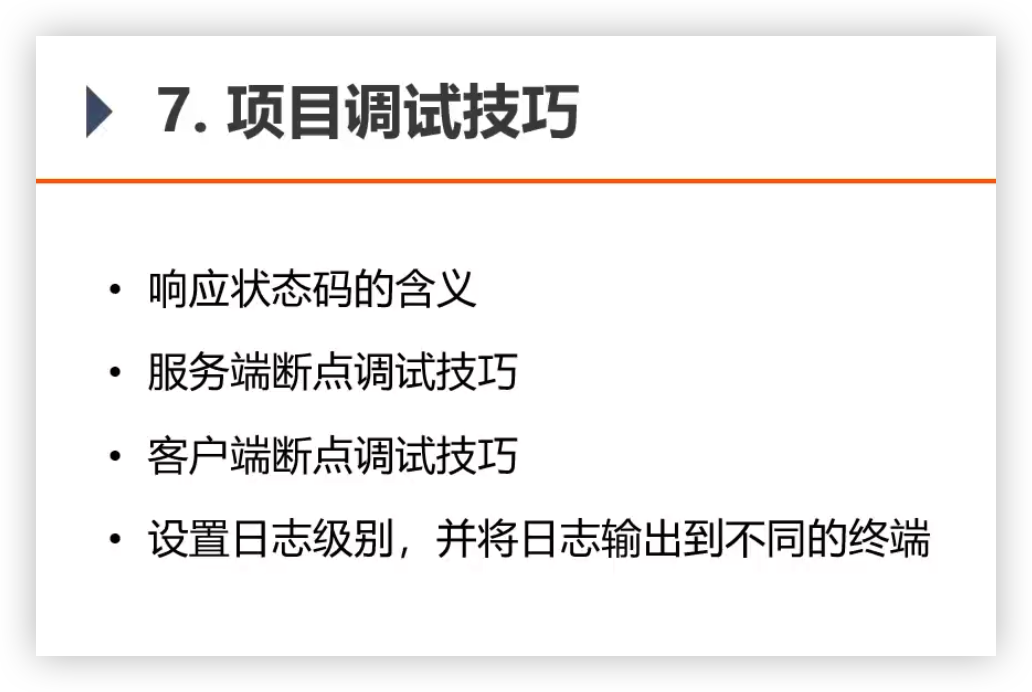 7. 项目调试技巧
• 响应状态码的含义
• 服务端断点调试技巧
• 客户端断点调试技巧
• 设置日志级别，并将日志输出到不同的终端